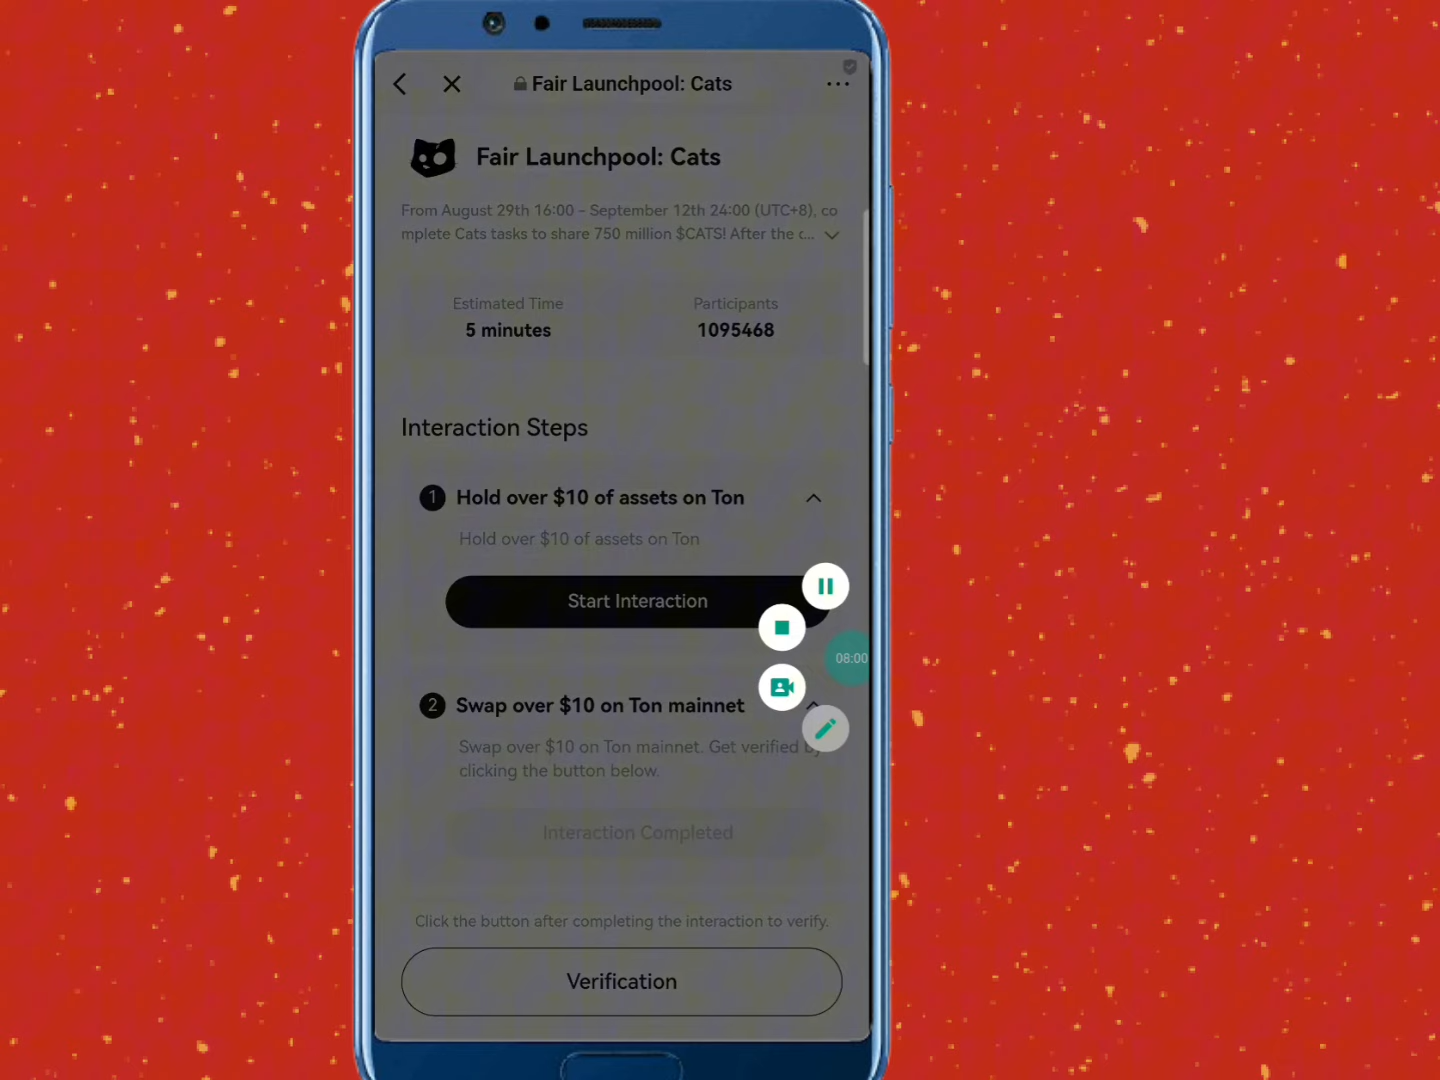 Fair Launchpool: Cats
Fair Launchpool: Cats
From August 29th 16:00 - September 12th 24:00 (UTC+8), co
mplete Cats tasks to share 750 million $CATS! After the c...
Estimated Time
Participants
5 minutes
1095468
Interaction Steps
1 Hold over $10 of assets on Ton
Hold over $10 of assets on Ton
Start Interaction
08:00
2 Swap over $10 on Ton mainnet
Swap over $10 on Ton mainnet. Get verified by
clicking the button below.
Interaction Completed
Click the button after completing the interaction to verify.
Verification